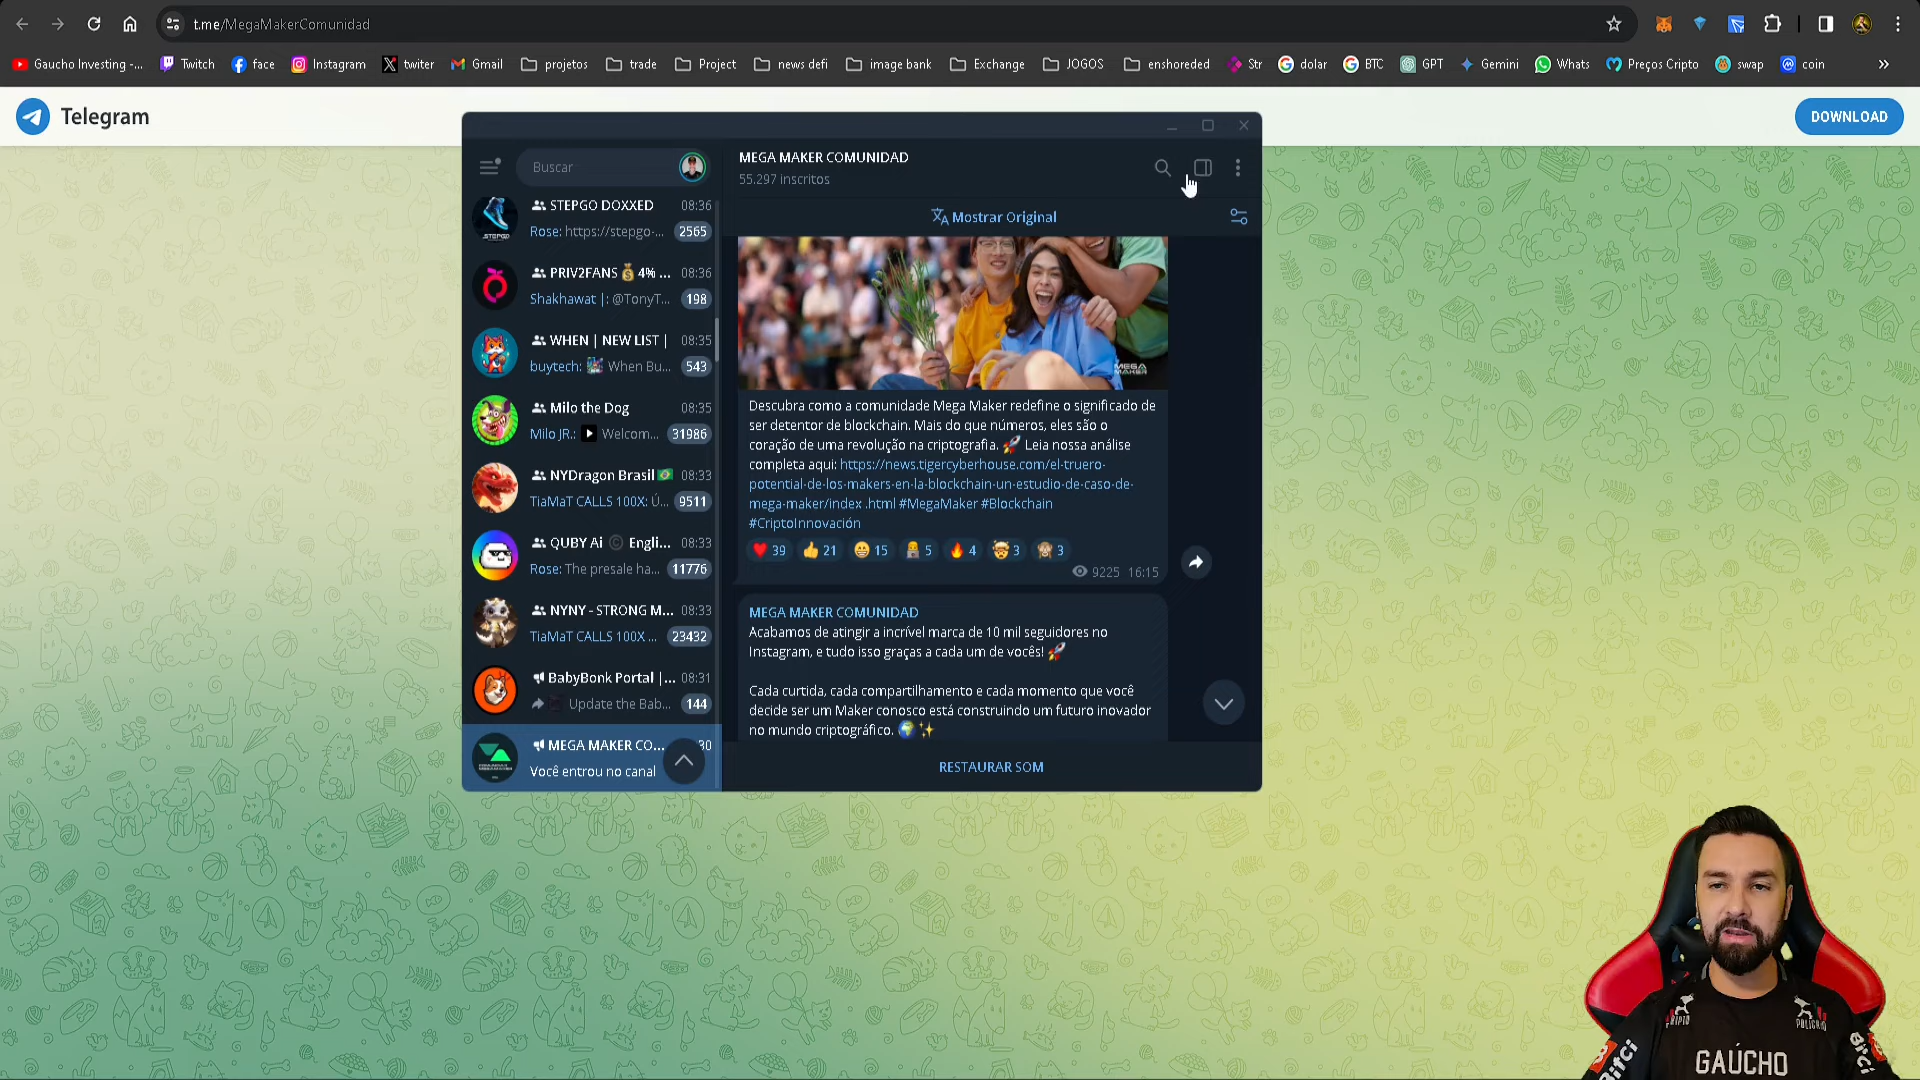 t.me/MegaMakerComunidad
Gaucho Investing -...
Twitch
face
Instagram
twiter
Gmail
projetos
trade
Project
news defi
image bank
Exchange
JOGOS
enshoreded
Str
dolar
BTC
GPT
Gemini
Whats
Preços Cripto
swap
coin
Telegram
DOWNLOAD
Buscar
STEPGO DOXXED 08:36
Rose: https://stepgo-... 2565
PRIV2FANS 💰 4% ... 08:36
Shakhawat |: @TonyT... 198
WHEN | NEW LIST | 08:35
buytech: When Bu... 543
Milo the Dog 08:35
Milo JR.: Welcom... 31986
NYDragon Brasil 🇧🇷 08:33
TiaMaT CALLS 100X: Ú... 9511
QUBY Ai © Engli... 08:33
Rose: The presale ha... 11776
NYNY - STRONG M... 08:33
TiaMaT CALLS 100X ... 23432
BabyBonk Portal |... 08:31
Update the Bab... 144
MEGA MAKER CO... 30
Você entrou no canal
MEGA MAKER COMUNIDAD
55.297 inscritos
Mostrar Original
MEGA
MAKER
Descubra como a comunidade Mega Maker redefine o significado de
ser detentor de blockchain. Mais do que números, eles são o
coração de uma revolução na criptografia. 🚀 Leia nossa análise
completa aqui: https://news.tigercyberhouse.com/el-truero-
potential-de-los-makers-en-la-blockchain-un-estudio-de-caso-de-
mega-maker/index .html #MegaMaker #Blockchain
#CriptoInnovación
❤️ 39 👍 21 😁 15 👨‍💻 5 🔥 4 🤯 3 🙈 3
9225 16:15
MEGA MAKER COMUNIDAD
Acabamos de atingir a incrível marca de 10 mil seguidores no
Instagram, e tudo isso graças a cada um de vocês! 🚀
Cada curtida, cada compartilhamento e cada momento que você
decide ser um Maker conosco está construindo um futuro inovador
no mundo criptográfico. 🌍✨
RESTAURAR SOM
GAÚCHO
Bitci